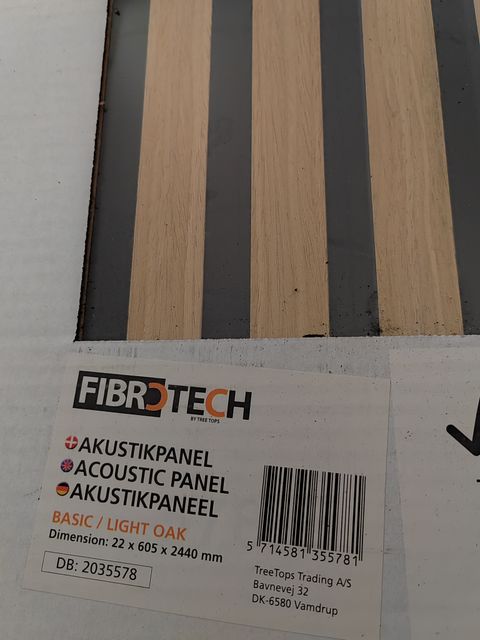 FIBROTECH
BY TREE TOPS
AKUSTIKPANEL
ACOUSTIC PANEL
AKUSTIKPANEEL
BASIC / LIGHT OAK
Dimension: 22 x 605 x 2440 mm
DB: 2035578
5 714581 355781
TreeTops Trading A/S
Bavnevej 32
DK-6580 Vamdrup